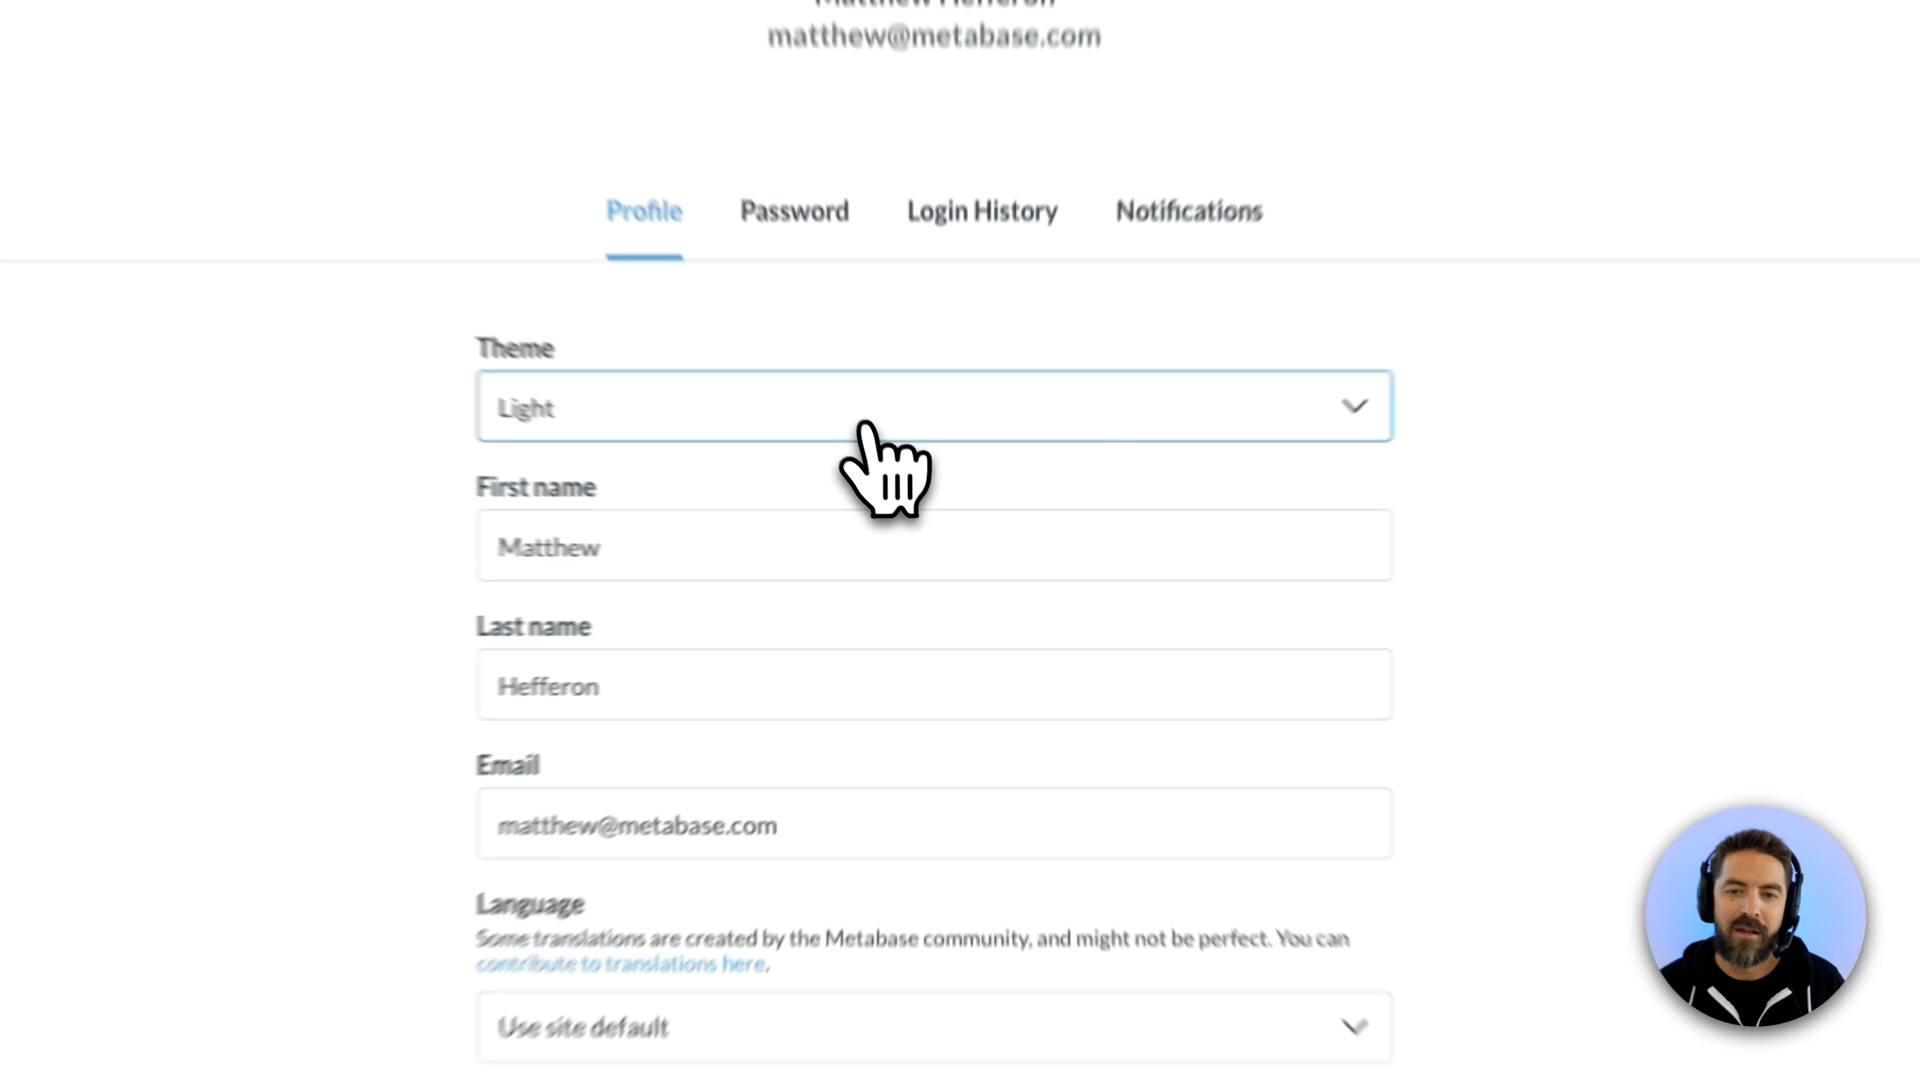 Matthew Hefferon
matthew@metabase.com
Profile Password Login History Notifications
Theme
Light
First name
Matthew
Last name
Hefferon
Email
matthew@metabase.com
Language
Some translations are created by the Metabase community, and might not be perfect. You can
contribute to translations here.
Use site default